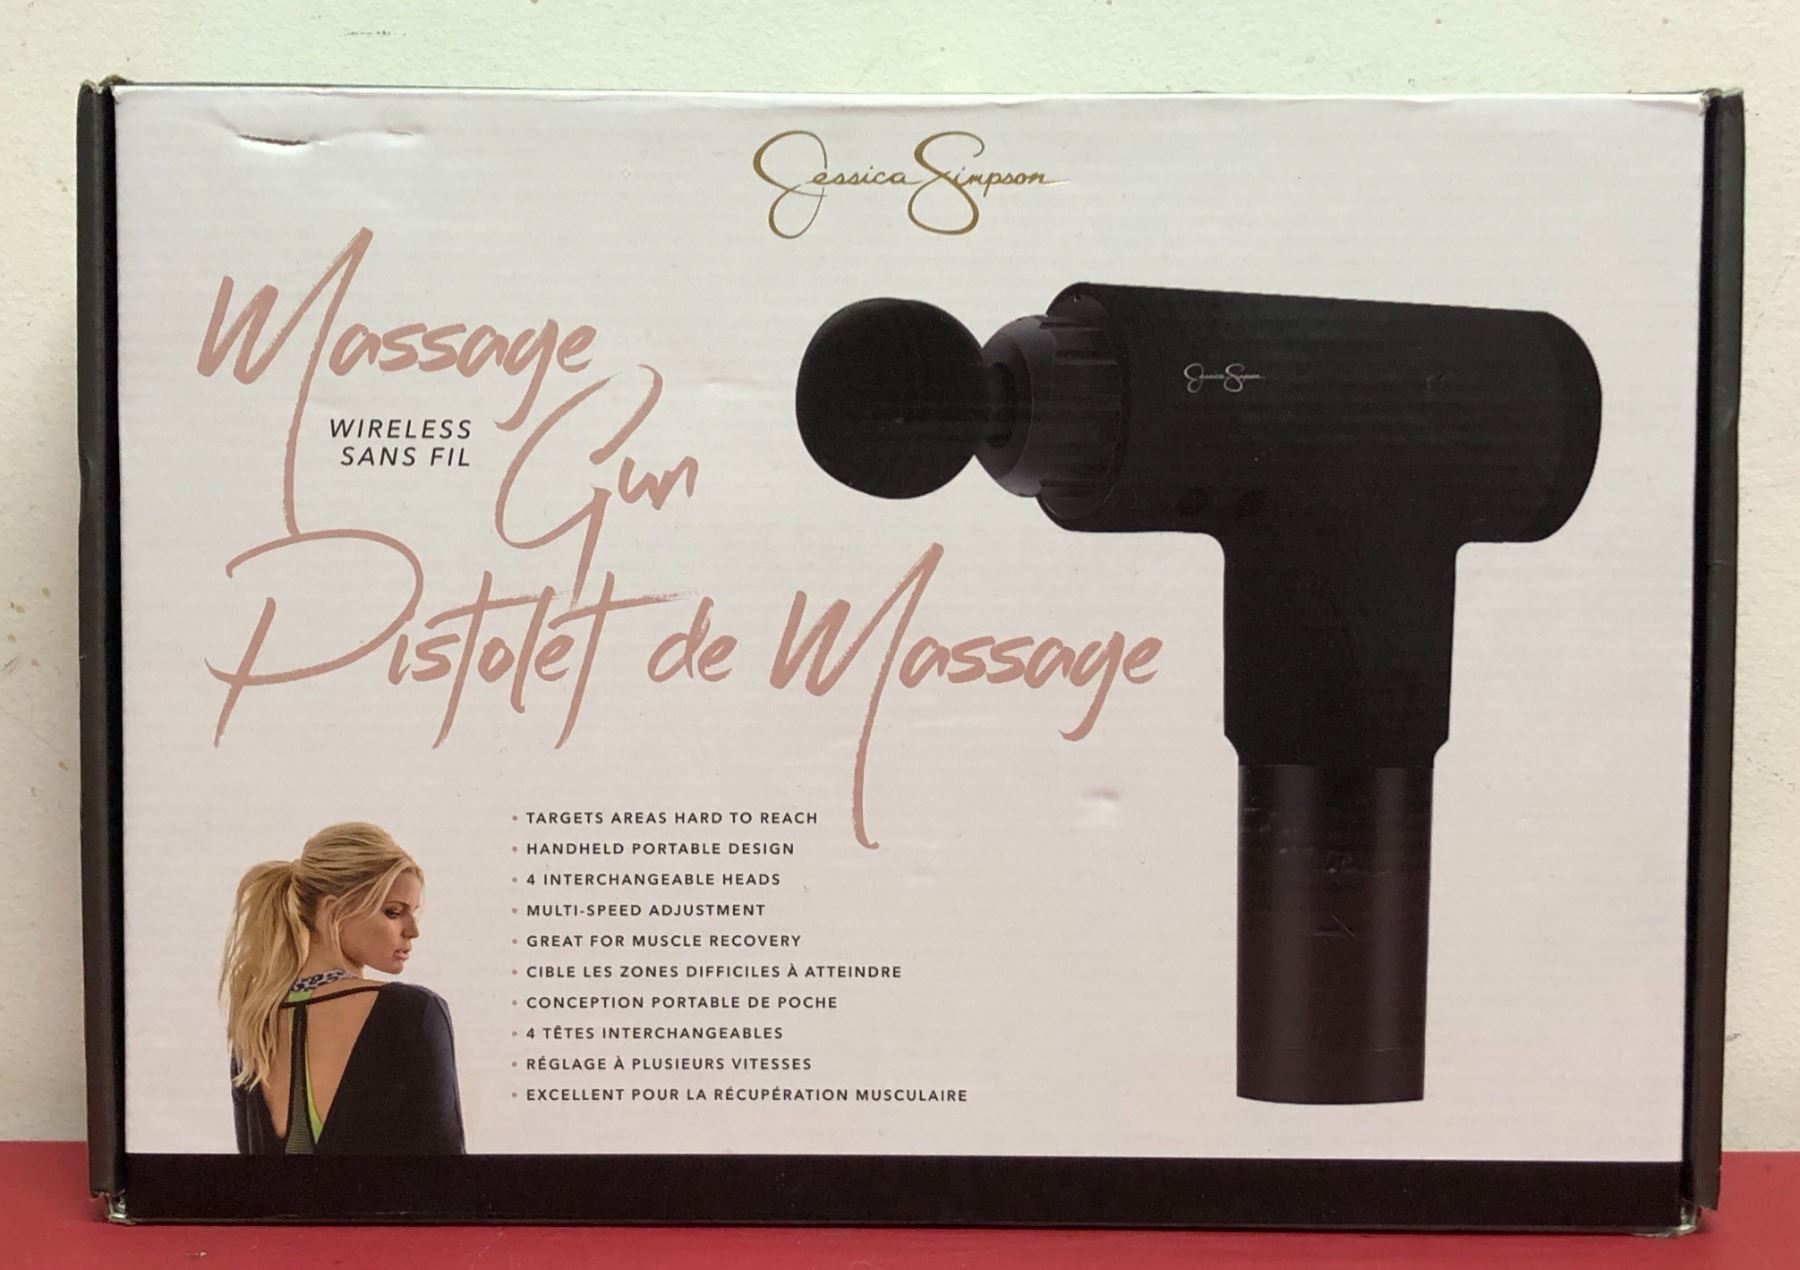 Jessica Simpson
Massage
Gun
WIRELESS
SANS FIL
Pistolet de Massage
Jessica Simpson
• TARGETS AREAS HARD TO REACH
• HANDHELD PORTABLE DESIGN
• 4 INTERCHANGEABLE HEADS
• MULTI-SPEED ADJUSTMENT
• GREAT FOR MUSCLE RECOVERY
• CIBLE LES ZONES DIFFICILES À ATTEINDRE
• CONCEPTION PORTABLE DE POCHE
• 4 TÊTES INTERCHANGEABLES
• RÉGLAGE À PLUSIEURS VITESSES
• EXCELLENT POUR LA RÉCUPÉRATION MUSCULAIRE